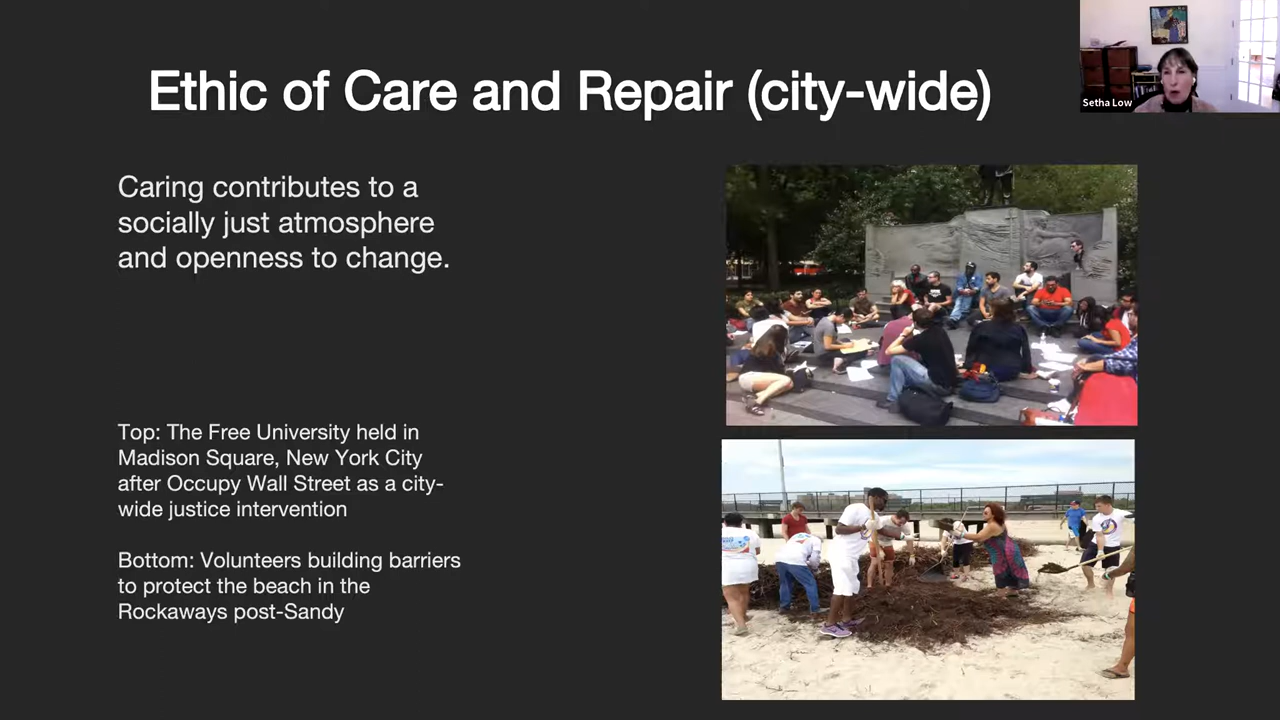 Ethic of Care and Repair (city-wide)
Setha Low
Caring contributes to a
socially just atmosphere
and openness to change.
Top: The Free University held in
Madison Square, New York City
after Occupy Wall Street as a city-
wide justice intervention
Bottom: Volunteers building barriers
to protect the beach in the
Rockaways post-Sandy